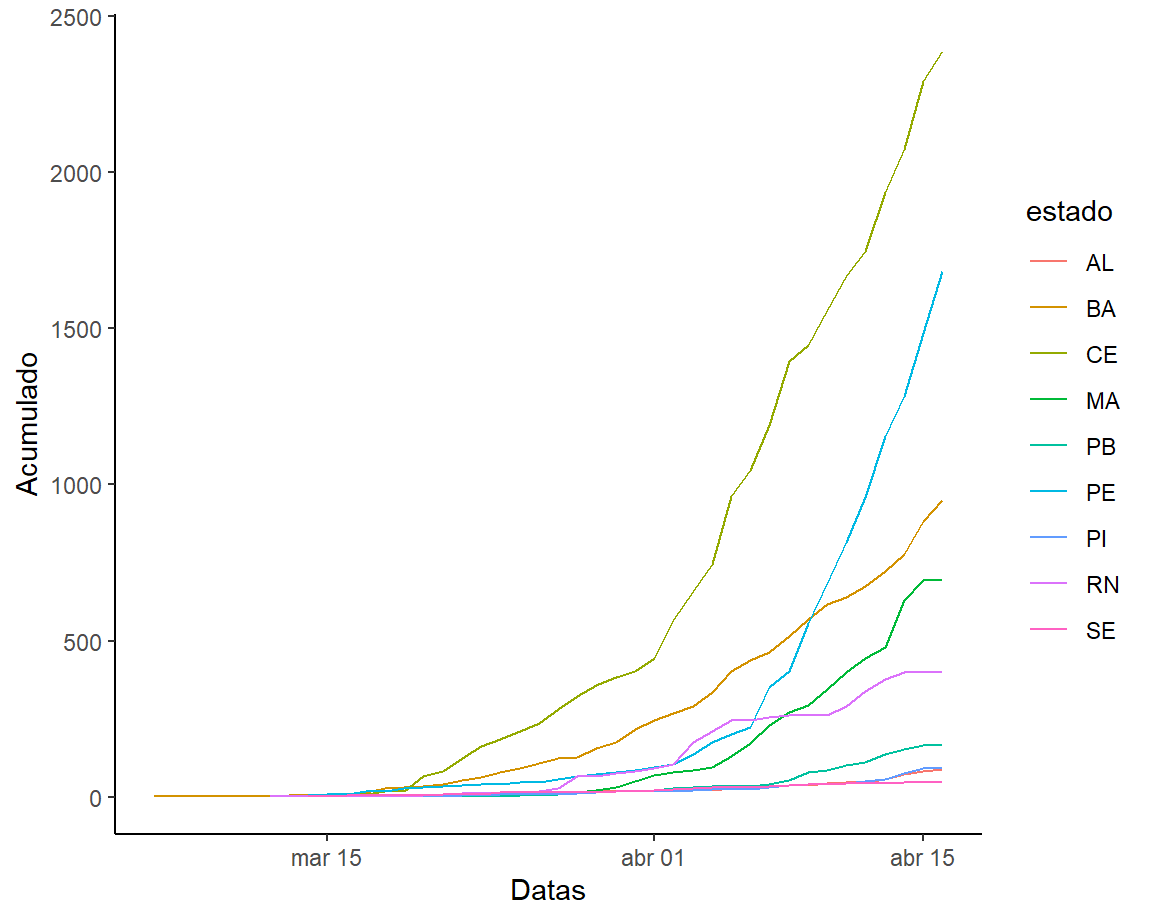 2500
2000
1500
1000
500
0
Acumulado
mar 15
abr 01
abr 15
Datas
estado
AL
BA
CE
MA
PB
PE
PI
RN
SE